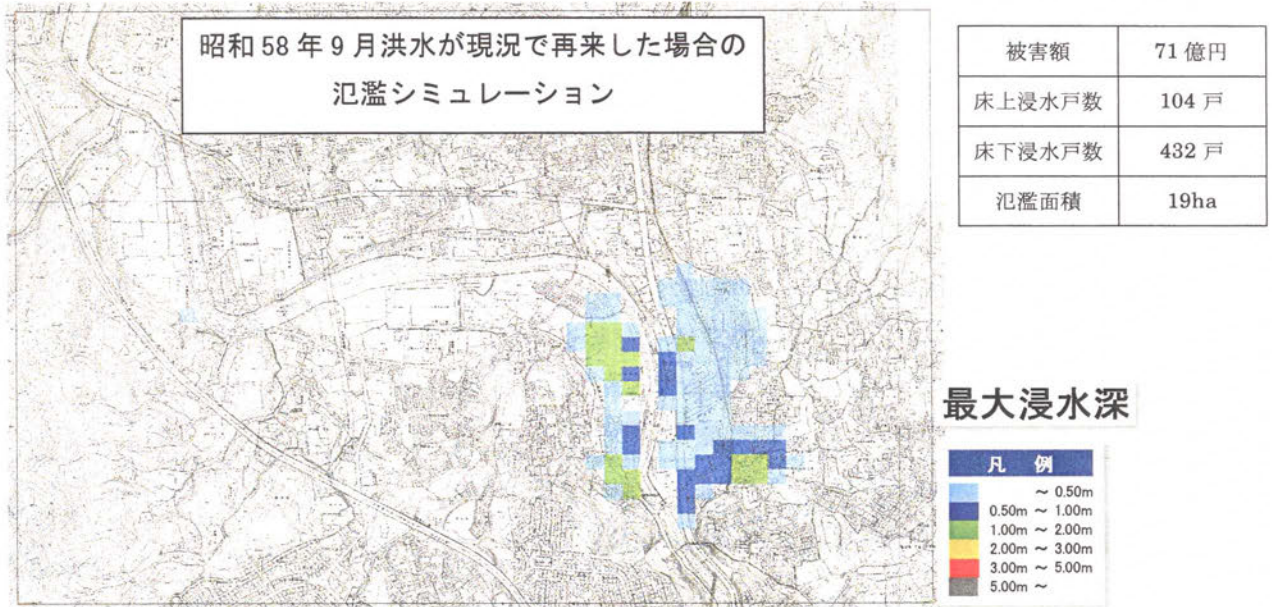 昭和58年9月洪水が現況で再来した場合の
氾濫シミュレーション
被害額 71億円
床上浸水戸数 104戸
床下浸水戸数 432戸
氾濫面積 19ha
最大浸水深
凡 例
～ 0.50m
0.50m ～ 1.00m
1.00m ～ 2.00m
2.00m ～ 3.00m
3.00m ～ 5.00m
5.00m ～